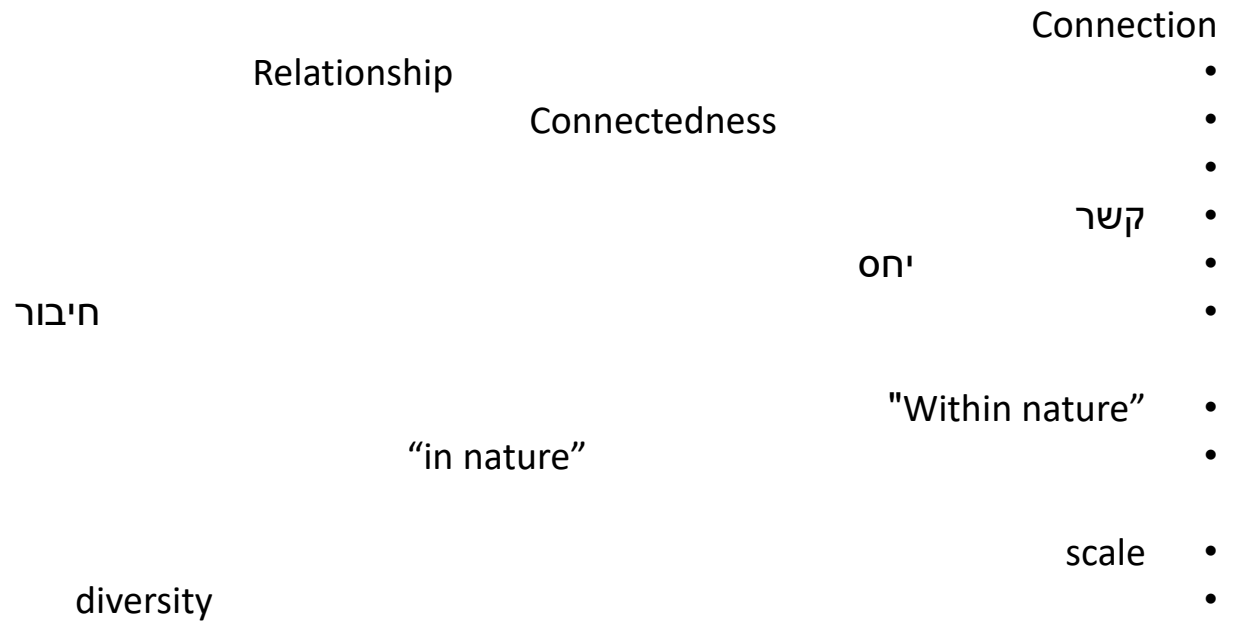 Connection
• Relationship
• Connectedness
•
• קשר
• יחס
• חיבור
• "Within nature”
• “in nature”
• scale
• diversity